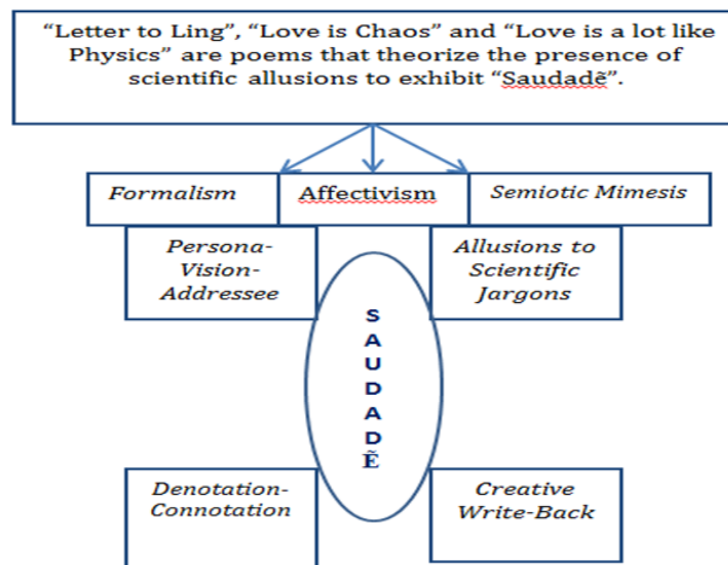 “Letter to Ling”, “Love is Chaos” and “Love is a lot like
Physics” are poems that theorize the presence of
scientific allusions to exhibit “Saudadẽ”.
Formalism
Affectivism
Semiotic Mimesis
Persona-
Vision-
Addressee
Allusions to
Scientific
Jargons
S
A
U
D
A
D
Ẽ
Denotation-
Connotation
Creative
Write-Back